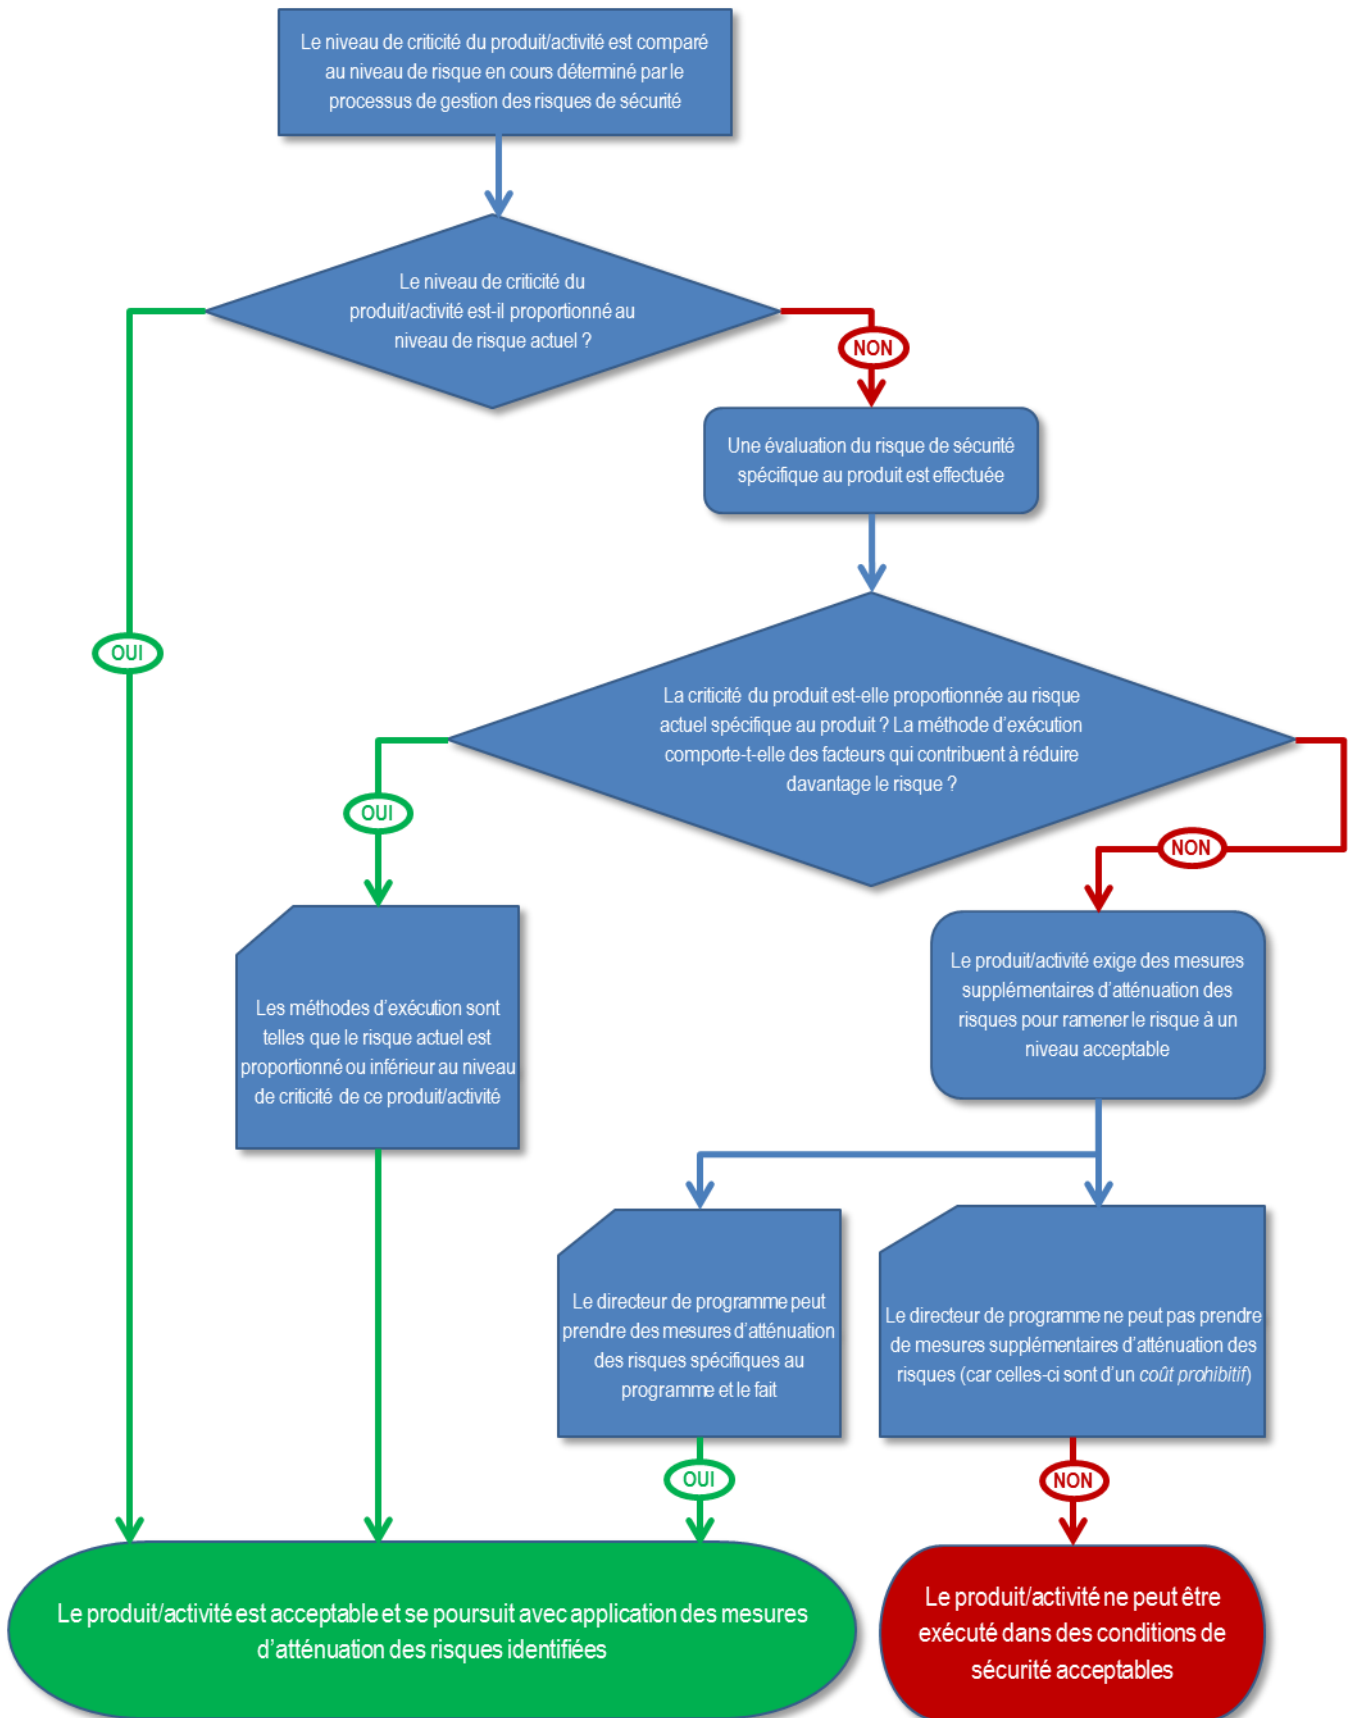 Le niveau de criticité du produit/activité est comparé
au niveau de risque en cours déterminé par le
processus de gestion des risques de sécurité
Le niveau de criticité du
produit/activité est-il proportionné au
niveau de risque actuel ?
NON
Une évaluation du risque de sécurité
spécifique au produit est effectuée
OUI
La criticité du produit est-elle proportionnée au risque
actuel spécifique au produit ? La méthode d’exécution
comporte-t-elle des facteurs qui contribuent à réduire
davantage le risque ?
OUI
NON
Le produit/activité exige des mesures
supplémentaires d’atténuation des
risques pour ramener le risque à un
niveau acceptable
Les méthodes d’exécution sont
telles que le risque actuel est
proportionné ou inférieur au niveau
de criticité de ce produit/activité
Le directeur de programme peut
prendre des mesures d’atténuation
des risques spécifiques au
programme et le fait
Le directeur de programme ne peut pas prendre
de mesures supplémentaires d’atténuation des
risques (car celles-ci sont d’un coût prohibitif)
OUI
NON
Le produit/activité est acceptable et se poursuit avec application des mesures
d’atténuation des risques identifiées
Le produit/activité ne peut être
exécuté dans des conditions de
sécurité acceptables